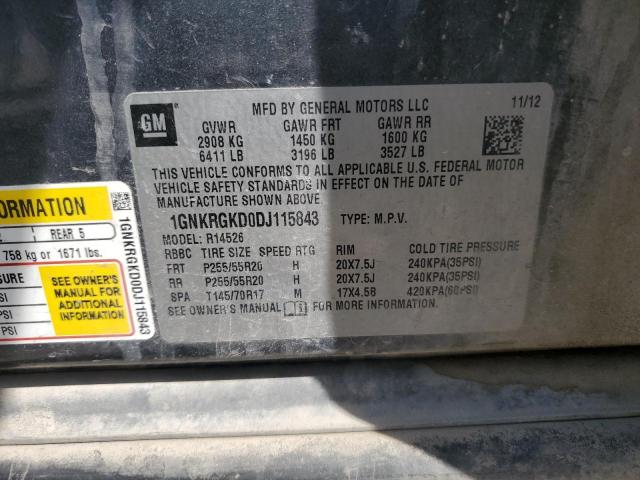 GM
MFD BY GENERAL MOTORS LLC 11/12
GVWR GAWR FRT GAWR RR
2908 KG 1450 KG 1600 KG
6411 LB 3196 LB 3527 LB
THIS VEHICLE CONFORMS TO ALL APPLICABLE U.S. FEDERAL MOTOR
VEHICLE SAFETY STANDARDS IN EFFECT ON THE DATE OF
MANUFACTURE SHOWN ABOVE.
1GNKRGKD0DJ115843 TYPE: M.P.V.
MODEL: R14526
RBBC TIRE SIZE SPEED RTG RIM COLD TIRE PRESSURE
FRT P255/55R20 H 20X7.5J 240KPA(35PSI)
RR P255/55R20 H 20X7.5J 240KPA(35PSI)
SPA T145/70R17 M 17X4.5B 420KPA(60PSI)
SEE OWNER'S MANUAL FOR MORE INFORMATION.
ORMATION
REAR 5
758 kg or 1671 lbs.
SURE
SEE OWNER'S
MANUAL FOR
ADDITIONAL
INFORMATION
PSI
PSI
1GNKRGKD0DJ115843